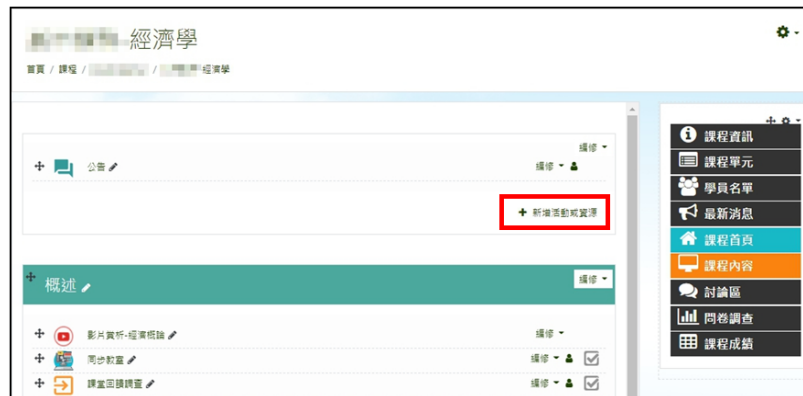 經濟學
首頁 / 課程 / / 經濟學
編修
公告
編修
+ 新增活動或資源
概述
編修
影片賞析-經濟概論
編修
同步教室
編修
課堂回饋調查
編修
課程資訊
課程單元
學員名單
最新消息
課程首頁
課程內容
討論區
問卷調查
課程成績